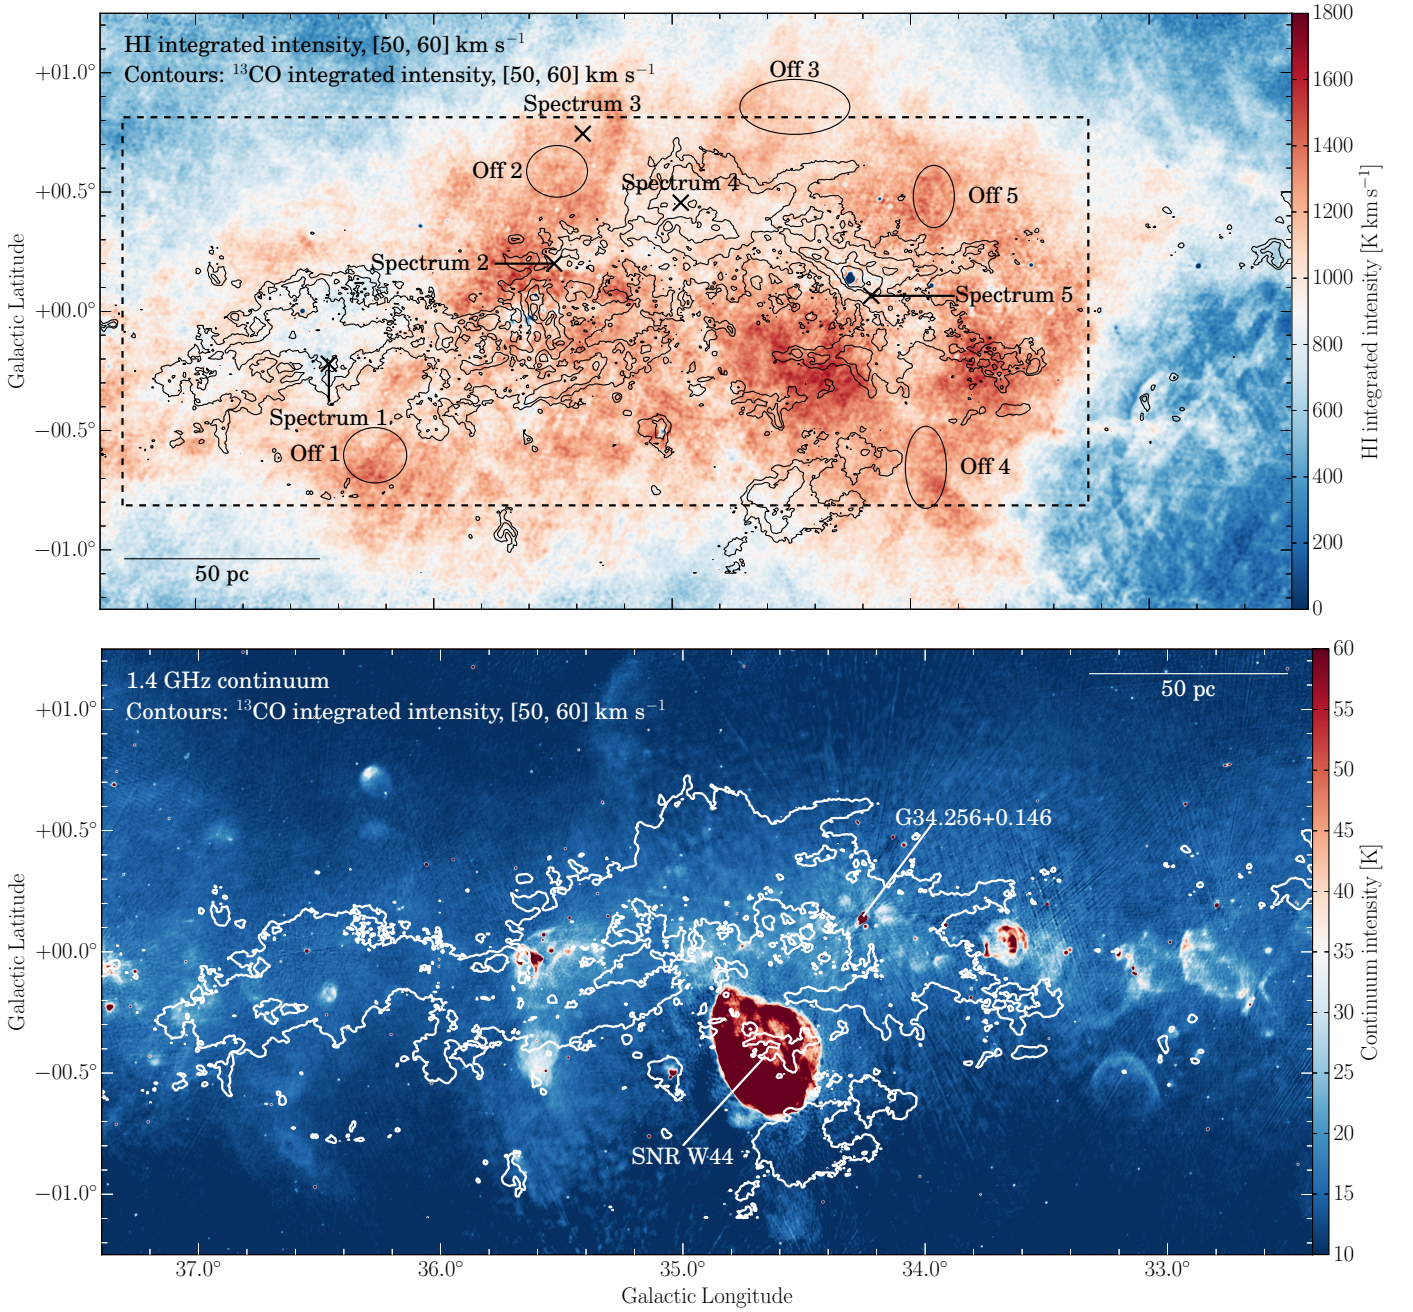 HI integrated intensity, [50, 60] km s⁻¹
Contours: ¹³CO integrated intensity, [50, 60] km s⁻¹
Off 3
Spectrum 3
Off 2
Spectrum 4
Off 5
Spectrum 2
Spectrum 5
Spectrum 1
Off 1
Off 4
50 pc
+01.0°
+00.5°
+00.0°
−00.5°
−01.0°
Galactic Latitude
1800
1600
1400
1200
1000
800
600
400
200
0
HI integrated intensity [K km s⁻¹]
1.4 GHz continuum
Contours: ¹³CO integrated intensity, [50, 60] km s⁻¹
50 pc
G34.256+0.146
SNR W44
+01.0°
+00.5°
+00.0°
−00.5°
−01.0°
Galactic Latitude
37.0°
36.0°
35.0°
34.0°
33.0°
Galactic Longitude
60
55
50
45
40
35
30
25
20
15
10
Continuum intensity [K]